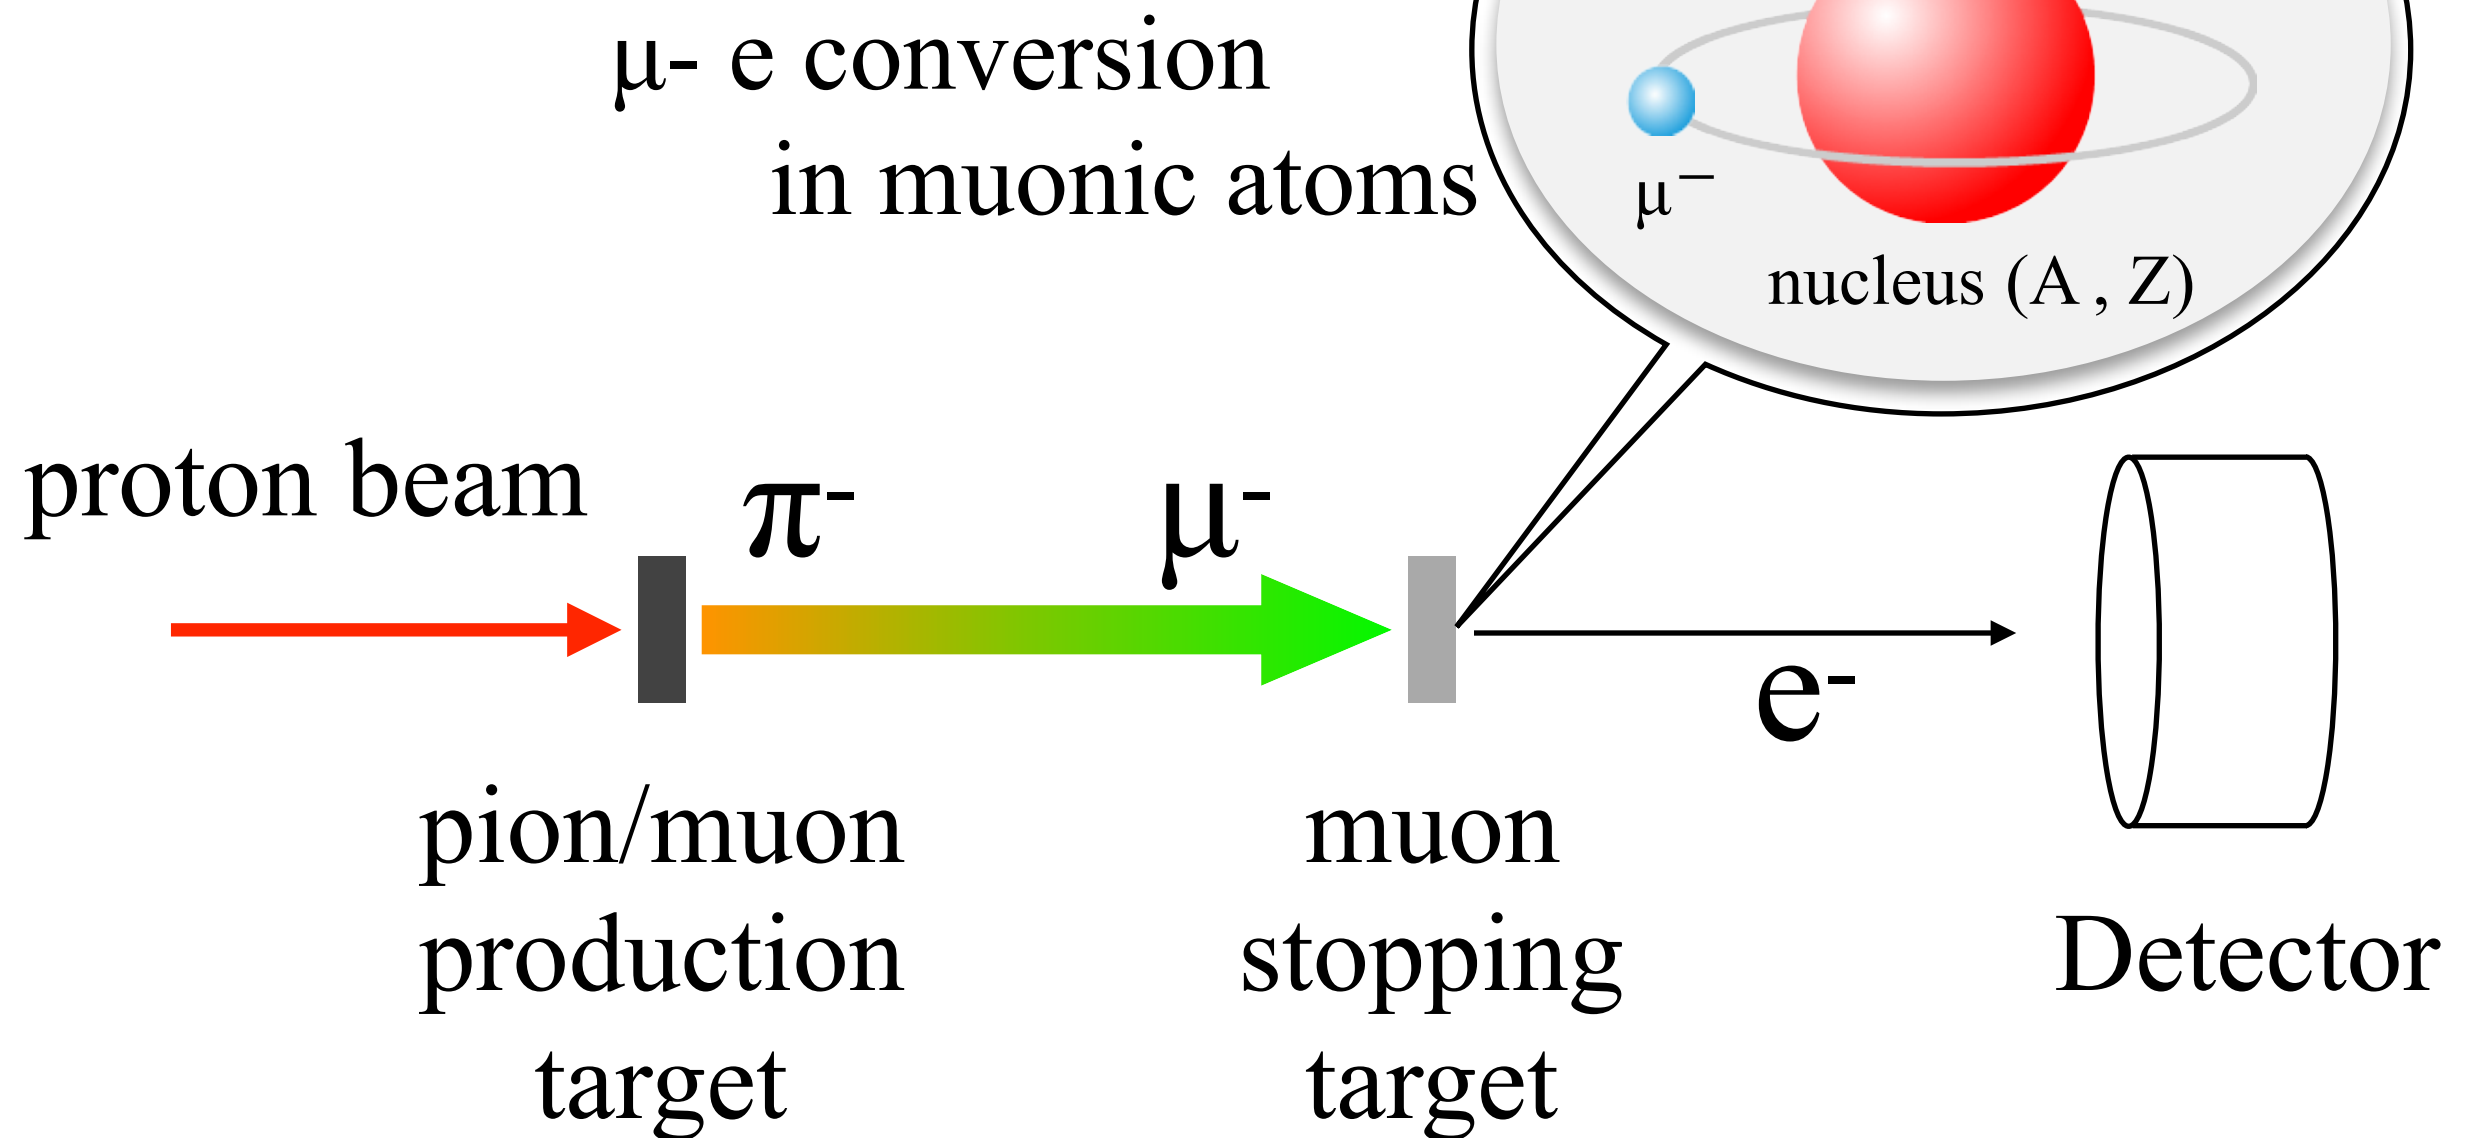 μ- e conversion
in muonic atoms
μ⁻
nucleus (A , Z)
proton beam
π-
μ-
e-
pion/muon
production
target
muon
stopping
target
Detector